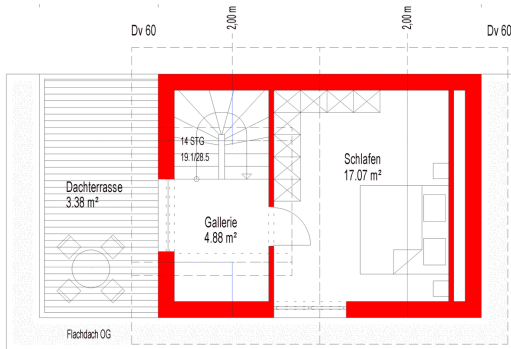 2,00 m
2,00 m
Dv 60
Dv 60
14 STG
19.1/28.5
Schlafen
17.07 m²
Dachterrasse
3.38 m²
Gallerie
4.88 m²
Flachdach OG